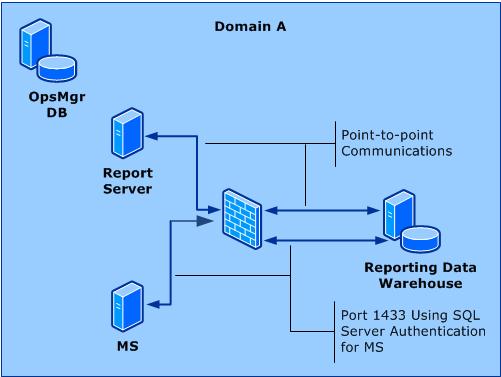 Domain A
OpsMgr
DB
Report
Server
Point-to-point
Communications
Reporting Data
Warehouse
MS
Port 1433 Using SQL
Server Authentication
for MS